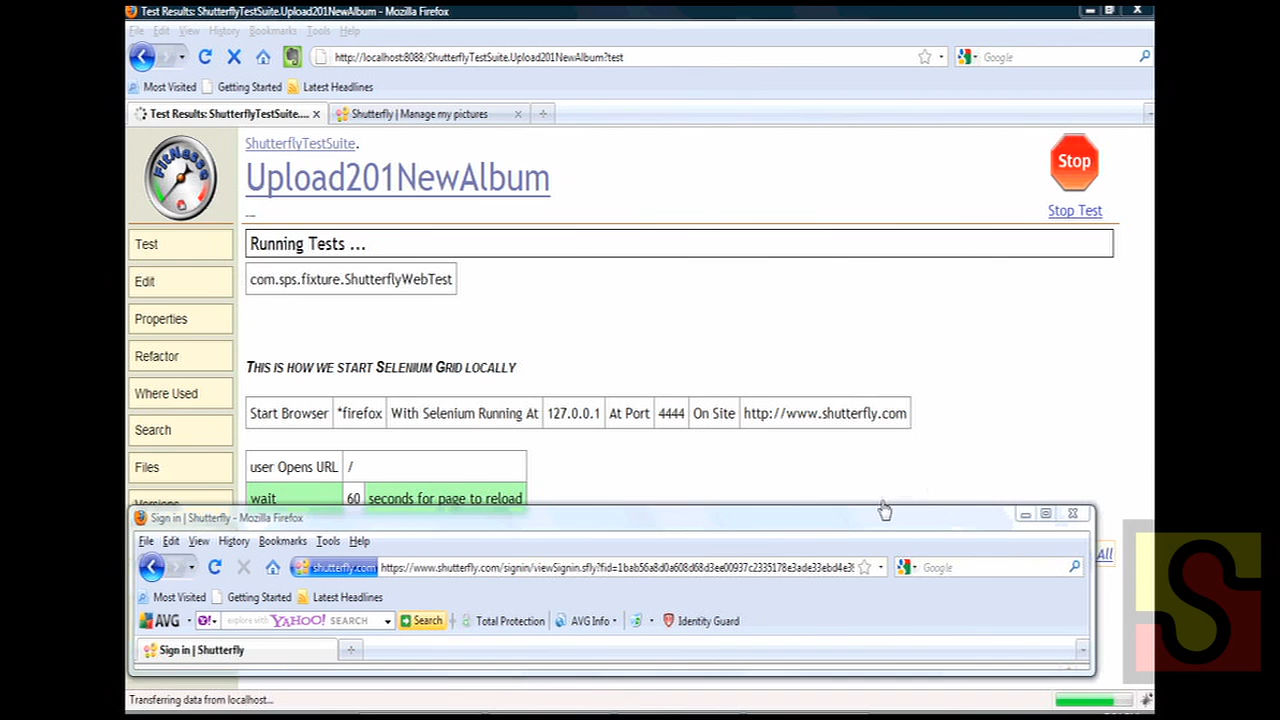 Test Results: ShutterflyTestSuite.Upload201NewAlbum - Mozilla Firefox
File Edit View History Bookmarks Tools Help
http://localhost:8088/ShutterflyTestSuite.Upload201NewAlbum?test
Google
Most Visited Getting Started Latest Headlines
Test Results: ShutterflyTestSuite.... Shutterfly | Manage my pictures
FitNesse
ShutterflyTestSuite.
Upload201NewAlbum
Stop
Stop Test
Test
Running Tests ...
Edit
com.sps.fixture.ShutterflyWebTest
Properties
Refactor
THIS IS HOW WE START SELENIUM GRID LOCALLY
Where Used
Start Browser *firefox With Selenium Running At 127.0.0.1 At Port 4444 On Site http://www.shutterfly.com
Search
Files
user Opens URL /
Versions
wait 60 seconds for page to reload
Sign in | Shutterfly - Mozilla Firefox
File Edit View History Bookmarks Tools Help
All
shutterfly.com
Google
Most Visited Getting Started Latest Headlines
AVG Y! explore with YAHOO! SEARCH Search Total Protection AVG Info Identity Guard
Sign in | Shutterfly
Transferring data from localhost...